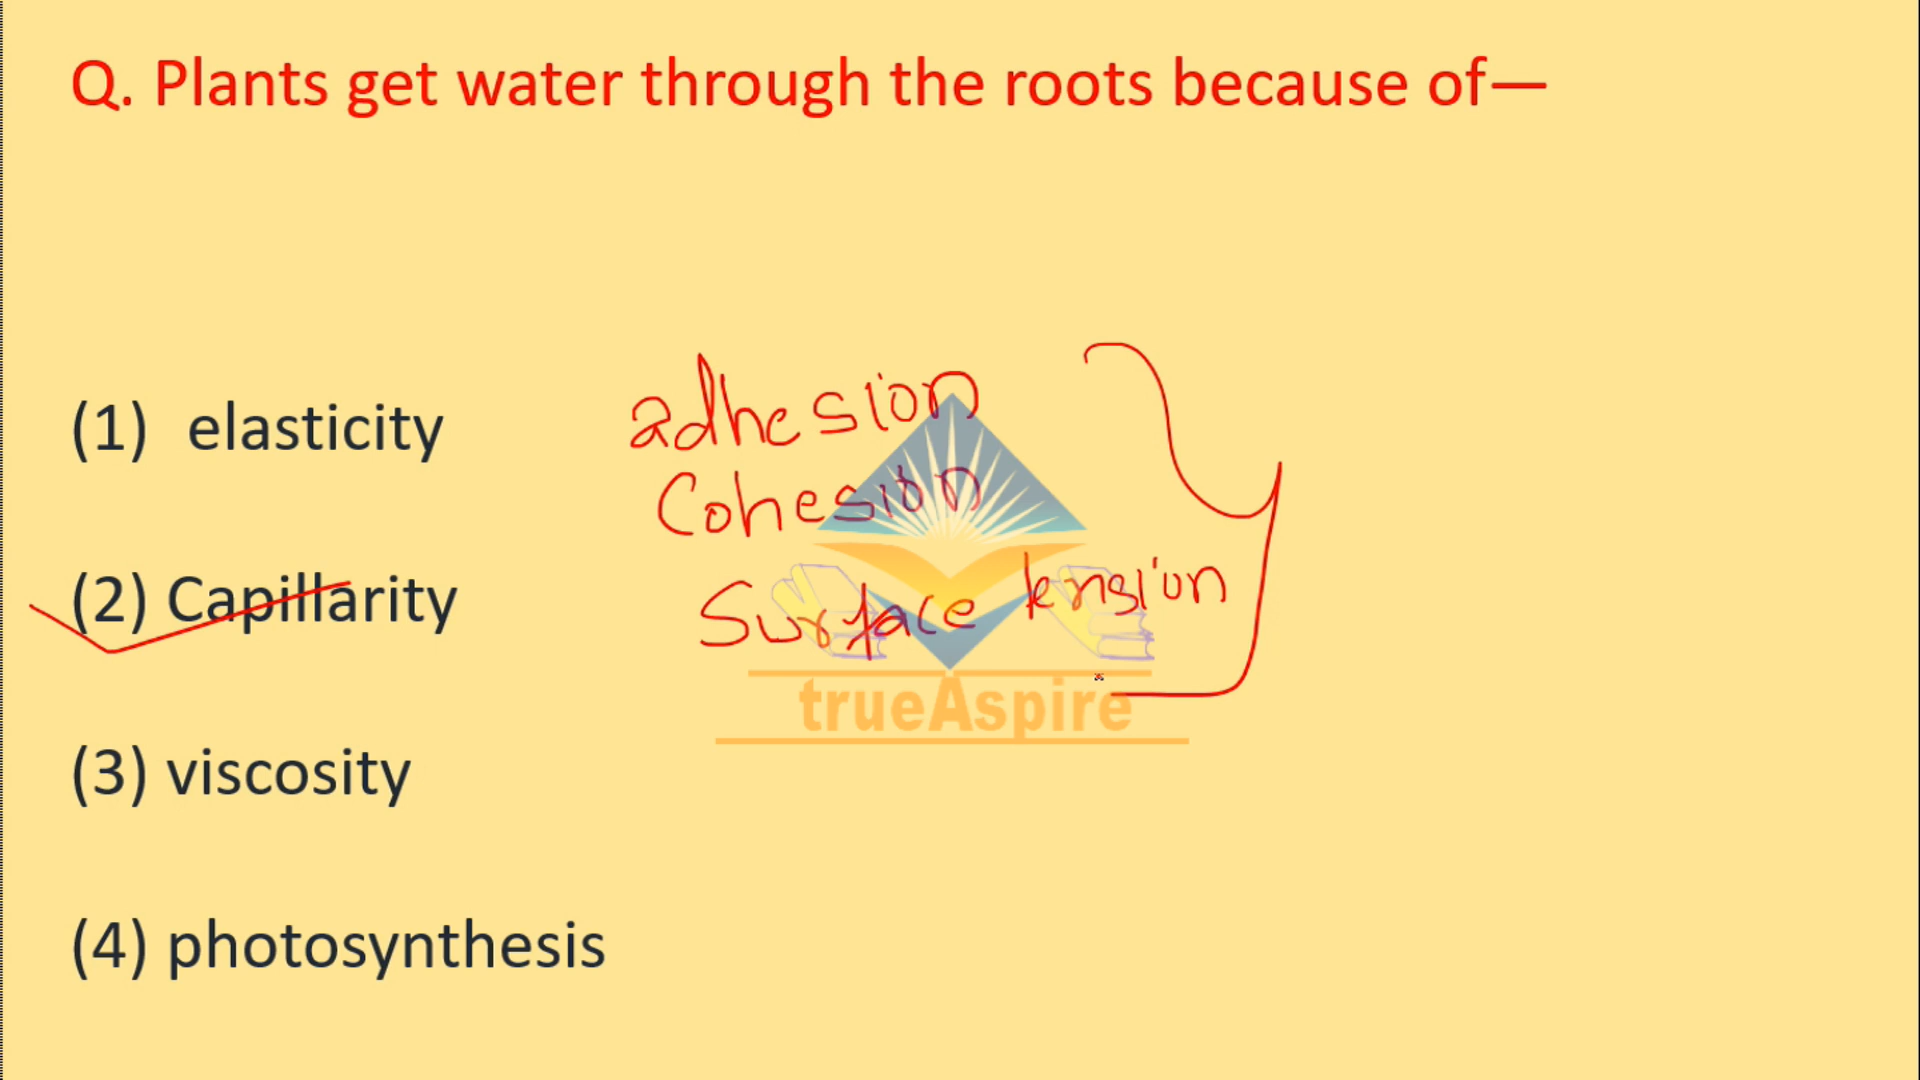 Q. Plants get water through the roots because of—
(1) elasticity
adhesion
Cohesion
(2) Capillarity
Surface tension
trueAspire
(3) viscosity
(4) photosynthesis